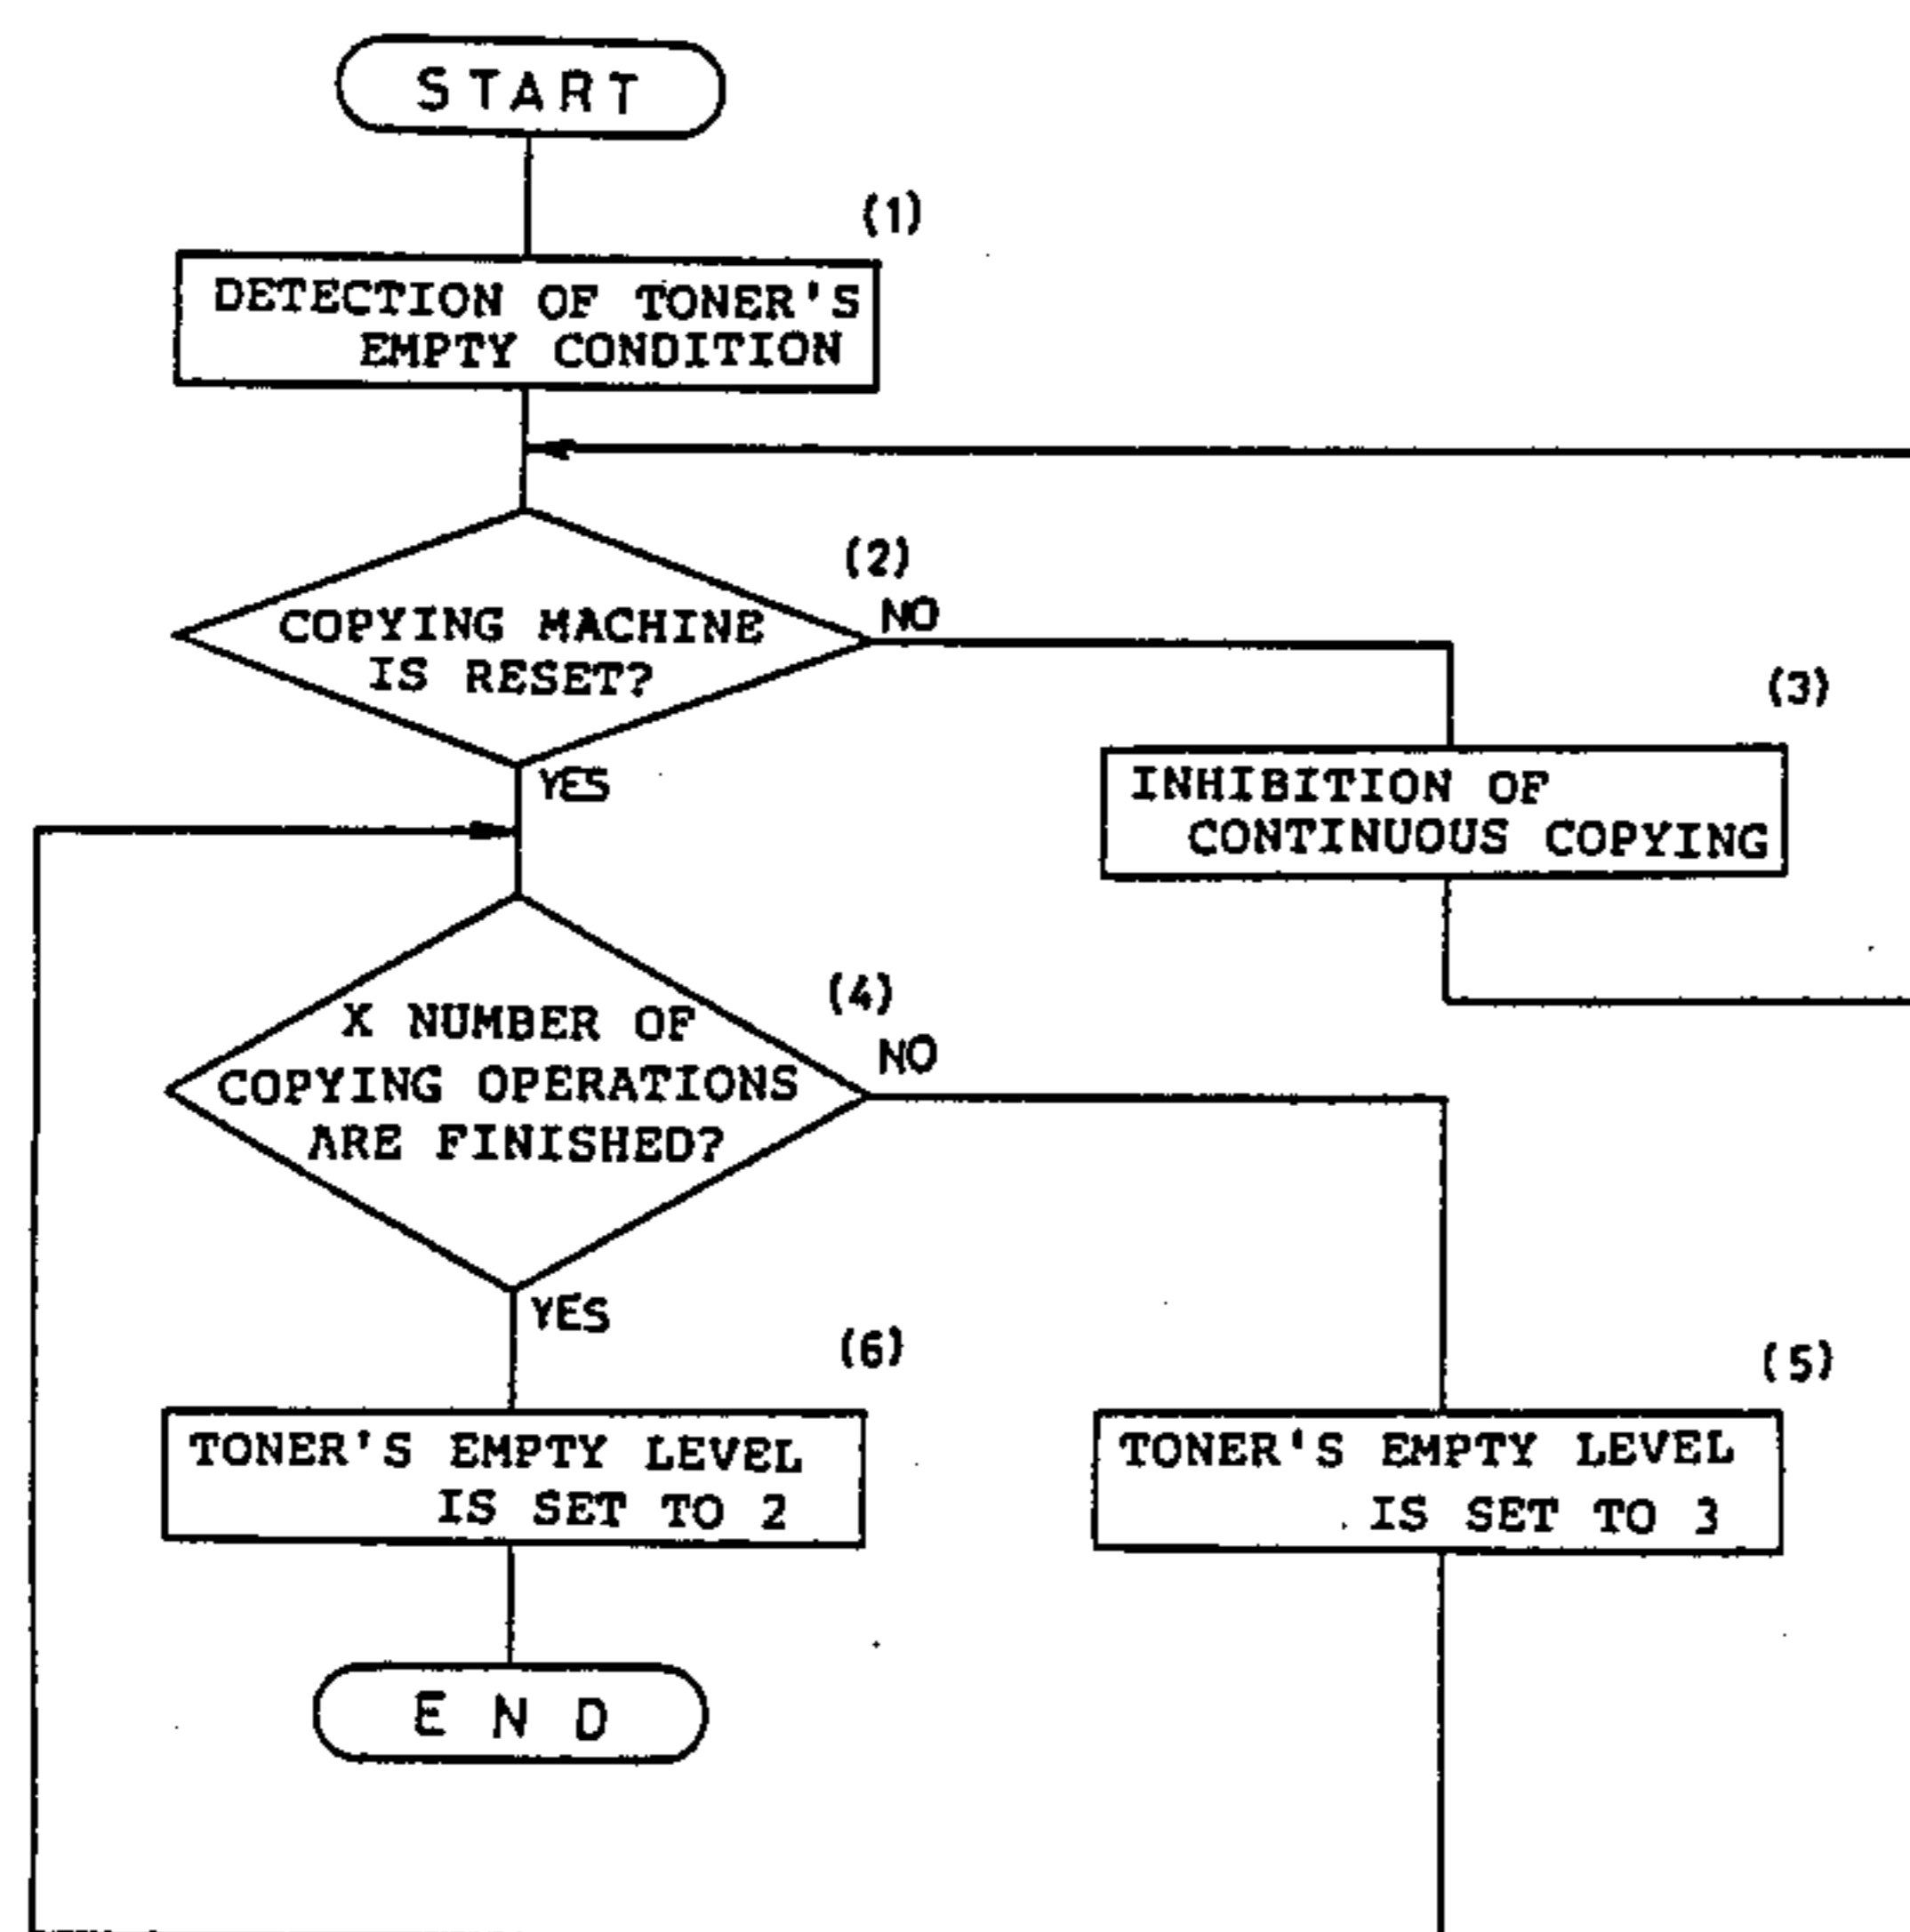 START
(1)
DETECTION OF TONER'S
EMPTY CONDITION
(2)
NO
COPYING MACHINE
IS RESET?
YES
(3)
INHIBITION OF
CONTINUOUS COPYING
(4)
NO
X NUMBER OF
COPYING OPERATIONS
ARE FINISHED?
YES
(6)
TONER'S EMPTY LEVEL
IS SET TO 2
(5)
TONER'S EMPTY LEVEL
IS SET TO 3
END